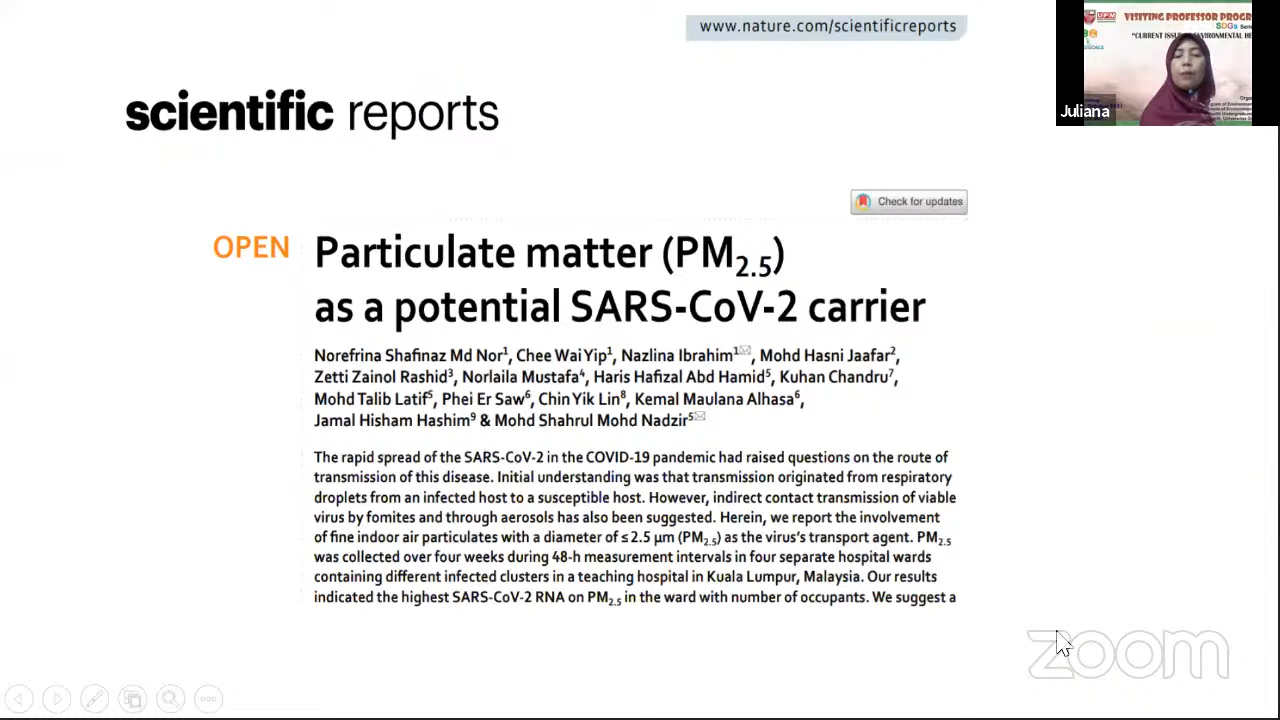 www.nature.com/scientificreports
scientific reports
Check for updates
OPEN
Particulate matter (PM2.5)
as a potential SARS-CoV-2 carrier
Norefrina Shafinaz Md Nor1, Chee Wai Yip1, Nazlina Ibrahim1✉, Mohd Hasni Jaafar2,
Zetti Zainol Rashid3, Norlaila Mustafa4, Haris Hafizal Abd Hamid5, Kuhan Chandru7,
Mohd Talib Latif5, Phei Er Saw6, Chin Yik Lin8, Kemal Maulana Alhasa6,
Jamal Hisham Hashim9 & Mohd Shahrul Mohd Nadzir5✉
The rapid spread of the SARS-CoV-2 in the COVID-19 pandemic had raised questions on the route of
transmission of this disease. Initial understanding was that transmission originated from respiratory
droplets from an infected host to a susceptible host. However, indirect contact transmission of viable
virus by fomites and through aerosols has also been suggested. Herein, we report the involvement
of fine indoor air particulates with a diameter of ≤ 2.5 µm (PM2.5) as the virus's transport agent. PM2.5
was collected over four weeks during 48-h measurement intervals in four separate hospital wards
containing different infected clusters in a teaching hospital in Kuala Lumpur, Malaysia. Our results
indicated the highest SARS-CoV-2 RNA on PM2.5 in the ward with number of occupants. We suggest a
UPM
VISITING PROFESSOR PROGR
SDGs Seri
"CURRENT ISSU
ENVIRONMENTAL HE
GOALS
Juliana
zoom